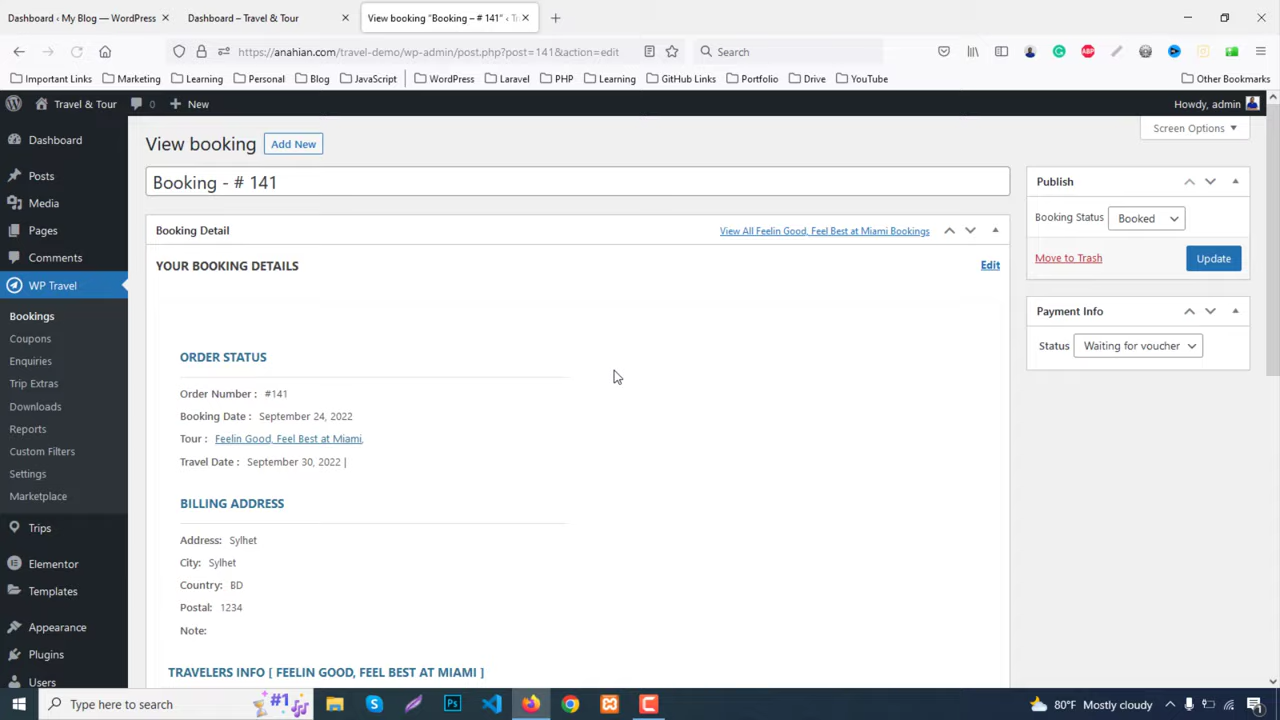 Dashboard ‹ My Blog — WordPress
Dashboard – Travel & Tour
View booking “Booking – # 141” ‹
https://anahian.com/travel-demo/wp-admin/post.php?post=141&action=edit
Search
Important Links
Marketing
Learning
Personal
Blog
JavaScript
WordPress
Laravel
PHP
Learning
GitHub Links
Portfolio
Drive
YouTube
Other Bookmarks
Travel & Tour
0
New
Howdy, admin
Dashboard
Posts
Media
Pages
Comments
WP Travel
Bookings
Coupons
Enquiries
Trip Extras
Downloads
Reports
Custom Filters
Settings
Marketplace
Trips
Elementor
Templates
Appearance
Plugins
Users
Screen Options
View booking
Add New
Booking - # 141
Booking Detail
View All Feelin Good, Feel Best at Miami Bookings
YOUR BOOKING DETAILS
Edit
ORDER STATUS
Order Number : #141
Booking Date : September 24, 2022
Tour : Feelin Good, Feel Best at Miami,
Travel Date : September 30, 2022 |
BILLING ADDRESS
Address: Sylhet
City: Sylhet
Country: BD
Postal: 1234
Note:
TRAVELERS INFO [ FEELIN GOOD, FEEL BEST AT MIAMI ]
Publish
Booking Status Booked
Move to Trash
Update
Payment Info
Status Waiting for voucher
Type here to search
#1
80°F Mostly cloudy